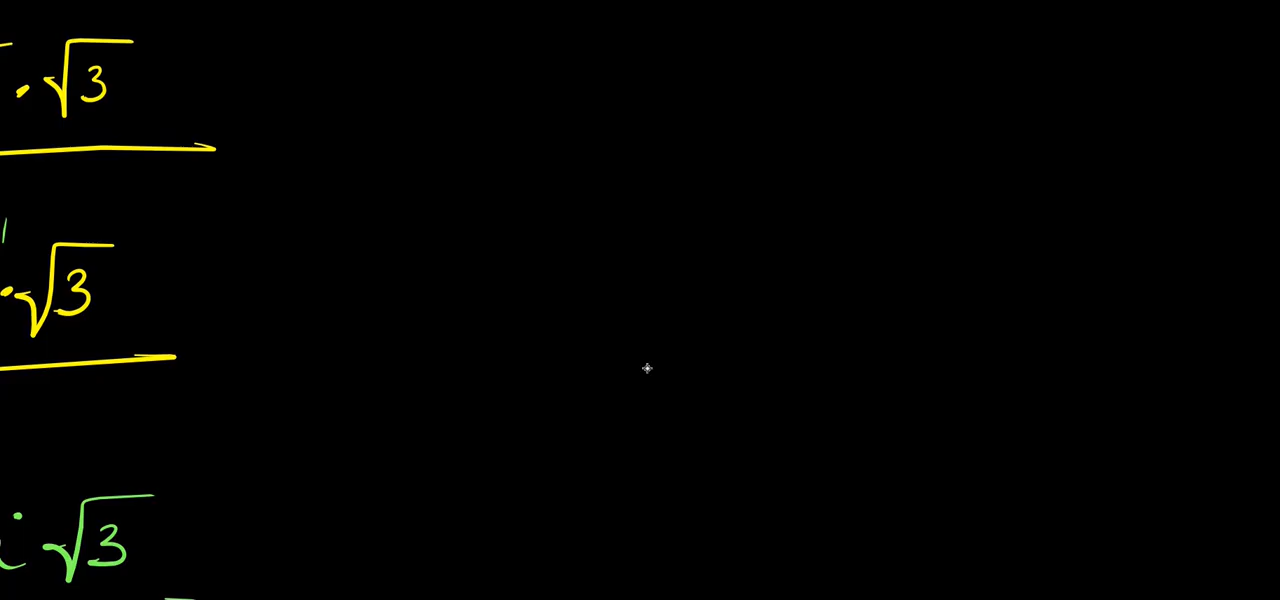 · √3
· √3
i √3